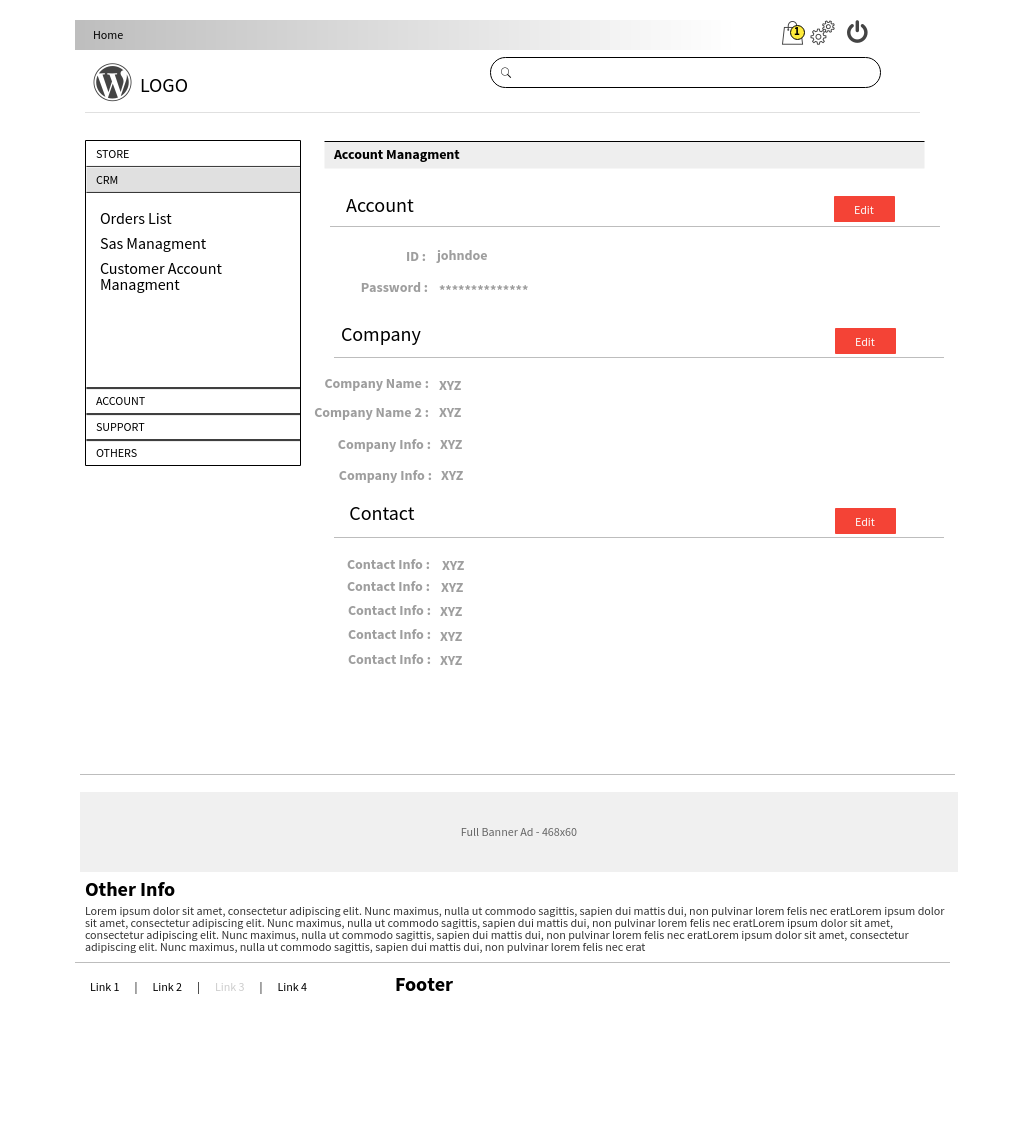 Home
1
LOGO
STORE
CRM
Orders List
Sas Managment
Customer Account
Managment
ACCOUNT
SUPPORT
OTHERS
Account Managment
Account
Edit
ID : johndoe
Password : **************
Company
Edit
Company Name : XYZ
Company Name 2 : XYZ
Company Info : XYZ
Company Info : XYZ
Contact
Edit
Contact Info : XYZ
Contact Info : XYZ
Contact Info : XYZ
Contact Info : XYZ
Contact Info : XYZ
Full Banner Ad - 468x60
Other Info
Lorem ipsum dolor sit amet, consectetur adipiscing elit. Nunc maximus, nulla ut commodo sagittis, sapien dui mattis dui, non pulvinar lorem felis nec eratLorem ipsum dolor
sit amet, consectetur adipiscing elit. Nunc maximus, nulla ut commodo sagittis, sapien dui mattis dui, non pulvinar lorem felis nec eratLorem ipsum dolor sit amet,
consectetur adipiscing elit. Nunc maximus, nulla ut commodo sagittis, sapien dui mattis dui, non pulvinar lorem felis nec eratLorem ipsum dolor sit amet, consectetur
adipiscing elit. Nunc maximus, nulla ut commodo sagittis, sapien dui mattis dui, non pulvinar lorem felis nec erat
Link 1 | Link 2 | Link 3 | Link 4
Footer